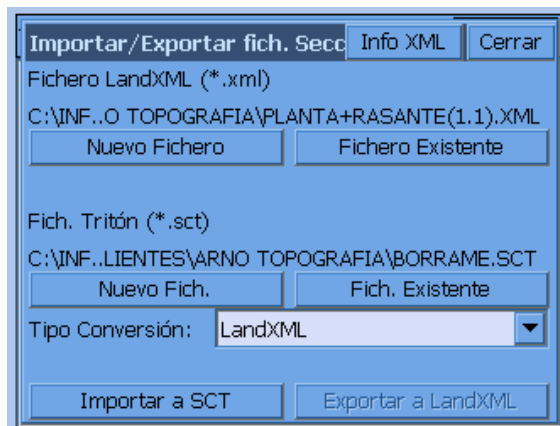 Importar/Exportar fich. Secc Info XML Cerrar
Fichero LandXML (*.xml)
C:\INF..O TOPOGRAFIA\PLANTA+RASANTE(1.1).XML
Nuevo Fichero Fichero Existente
Fich. Tritón (*.sct)
C:\INF..LIENTES\ARNO TOPOGRAFIA\BORRAME.SCT
Nuevo Fich. Fich. Existente
Tipo Conversión: LandXML
Importar a SCT Exportar a LandXML